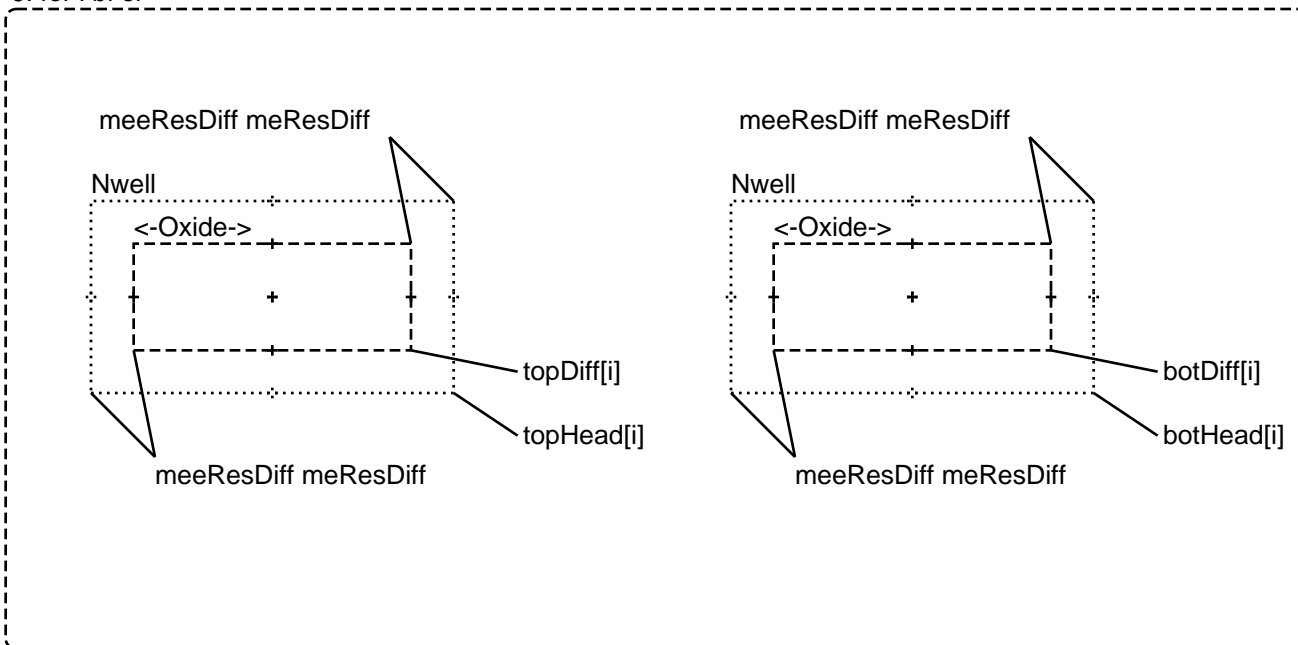 meeResDiff meResDiff
meeResDiff meResDiff
Nwell
Nwell
<-Oxide->
<-Oxide->
topDiff[i]
botDiff[i]
topHead[i]
botHead[i]
meeResDiff meResDiff
meeResDiff meResDiff